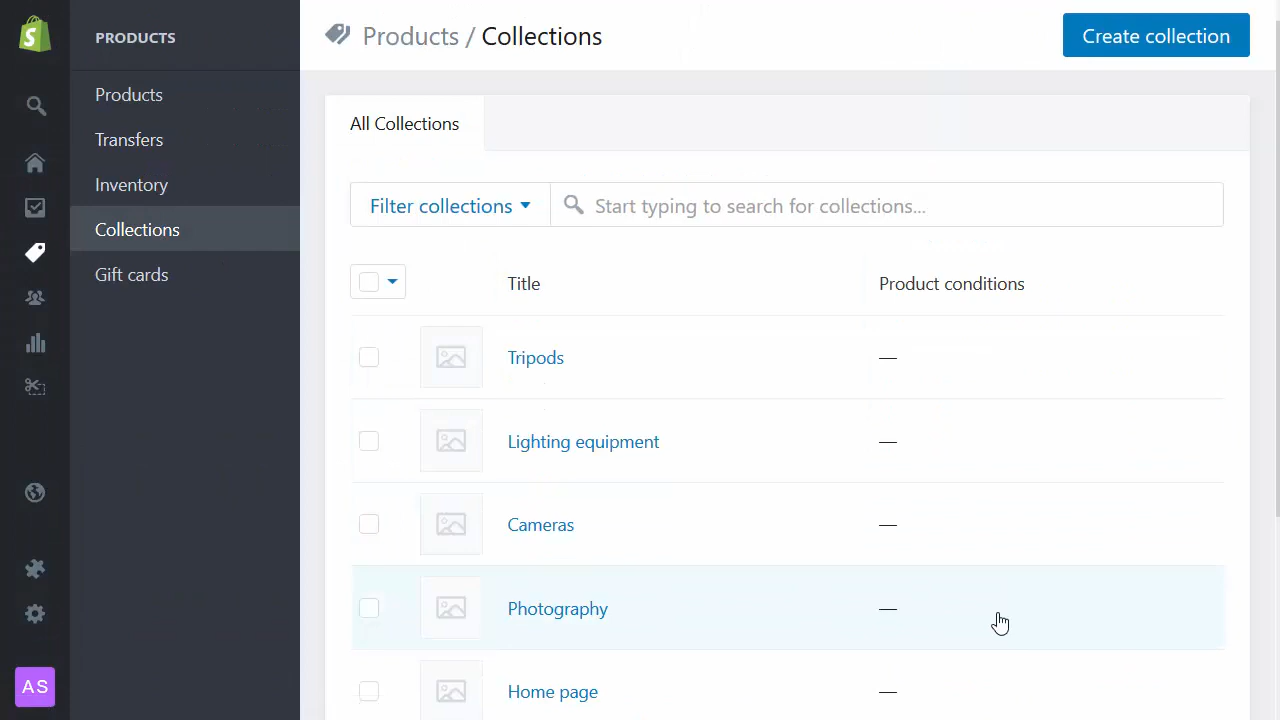 PRODUCTS
Products
Transfers
Inventory
Collections
Gift cards
AS
Products / Collections
Create collection
All Collections
Filter collections
Start typing to search for collections...
Title
Product conditions
Tripods
—
Lighting equipment
—
Cameras
—
Photography
—
Home page
—